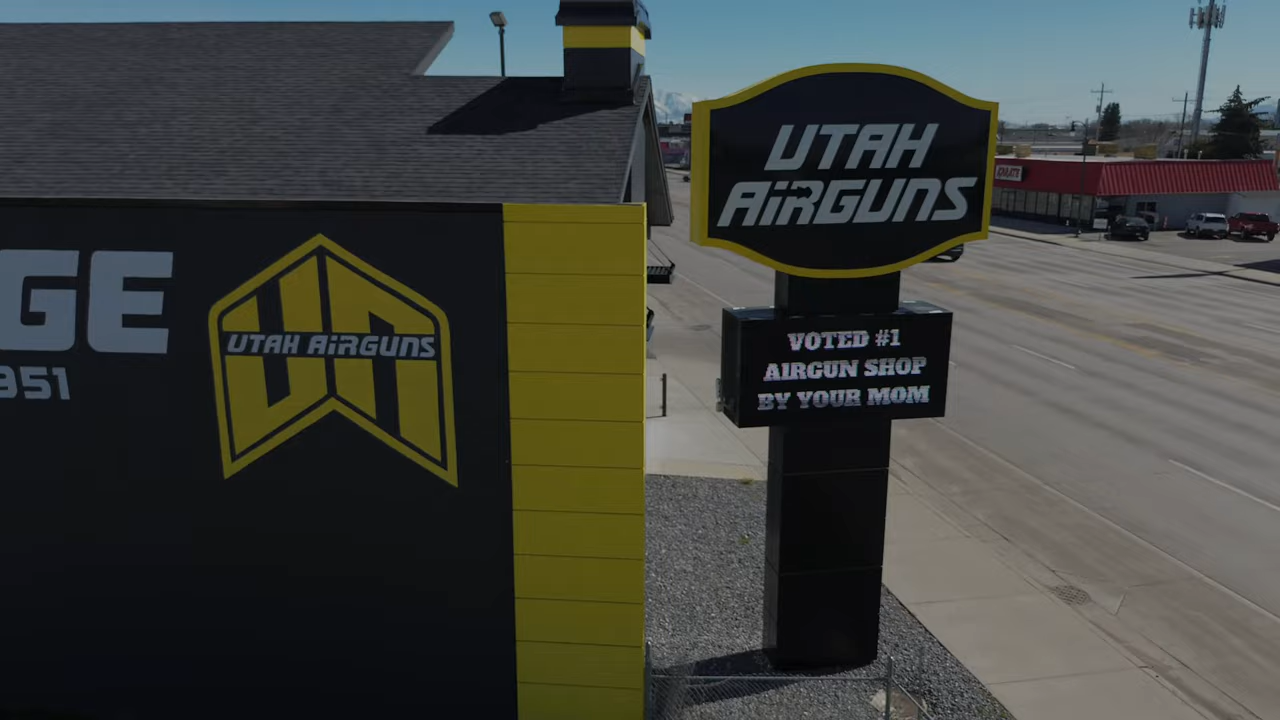 GE
951
UTAH AIRGUNS
UTAH
AIRGUNS
VOTED #1
AIRGUN SHOP
BY YOUR MOM